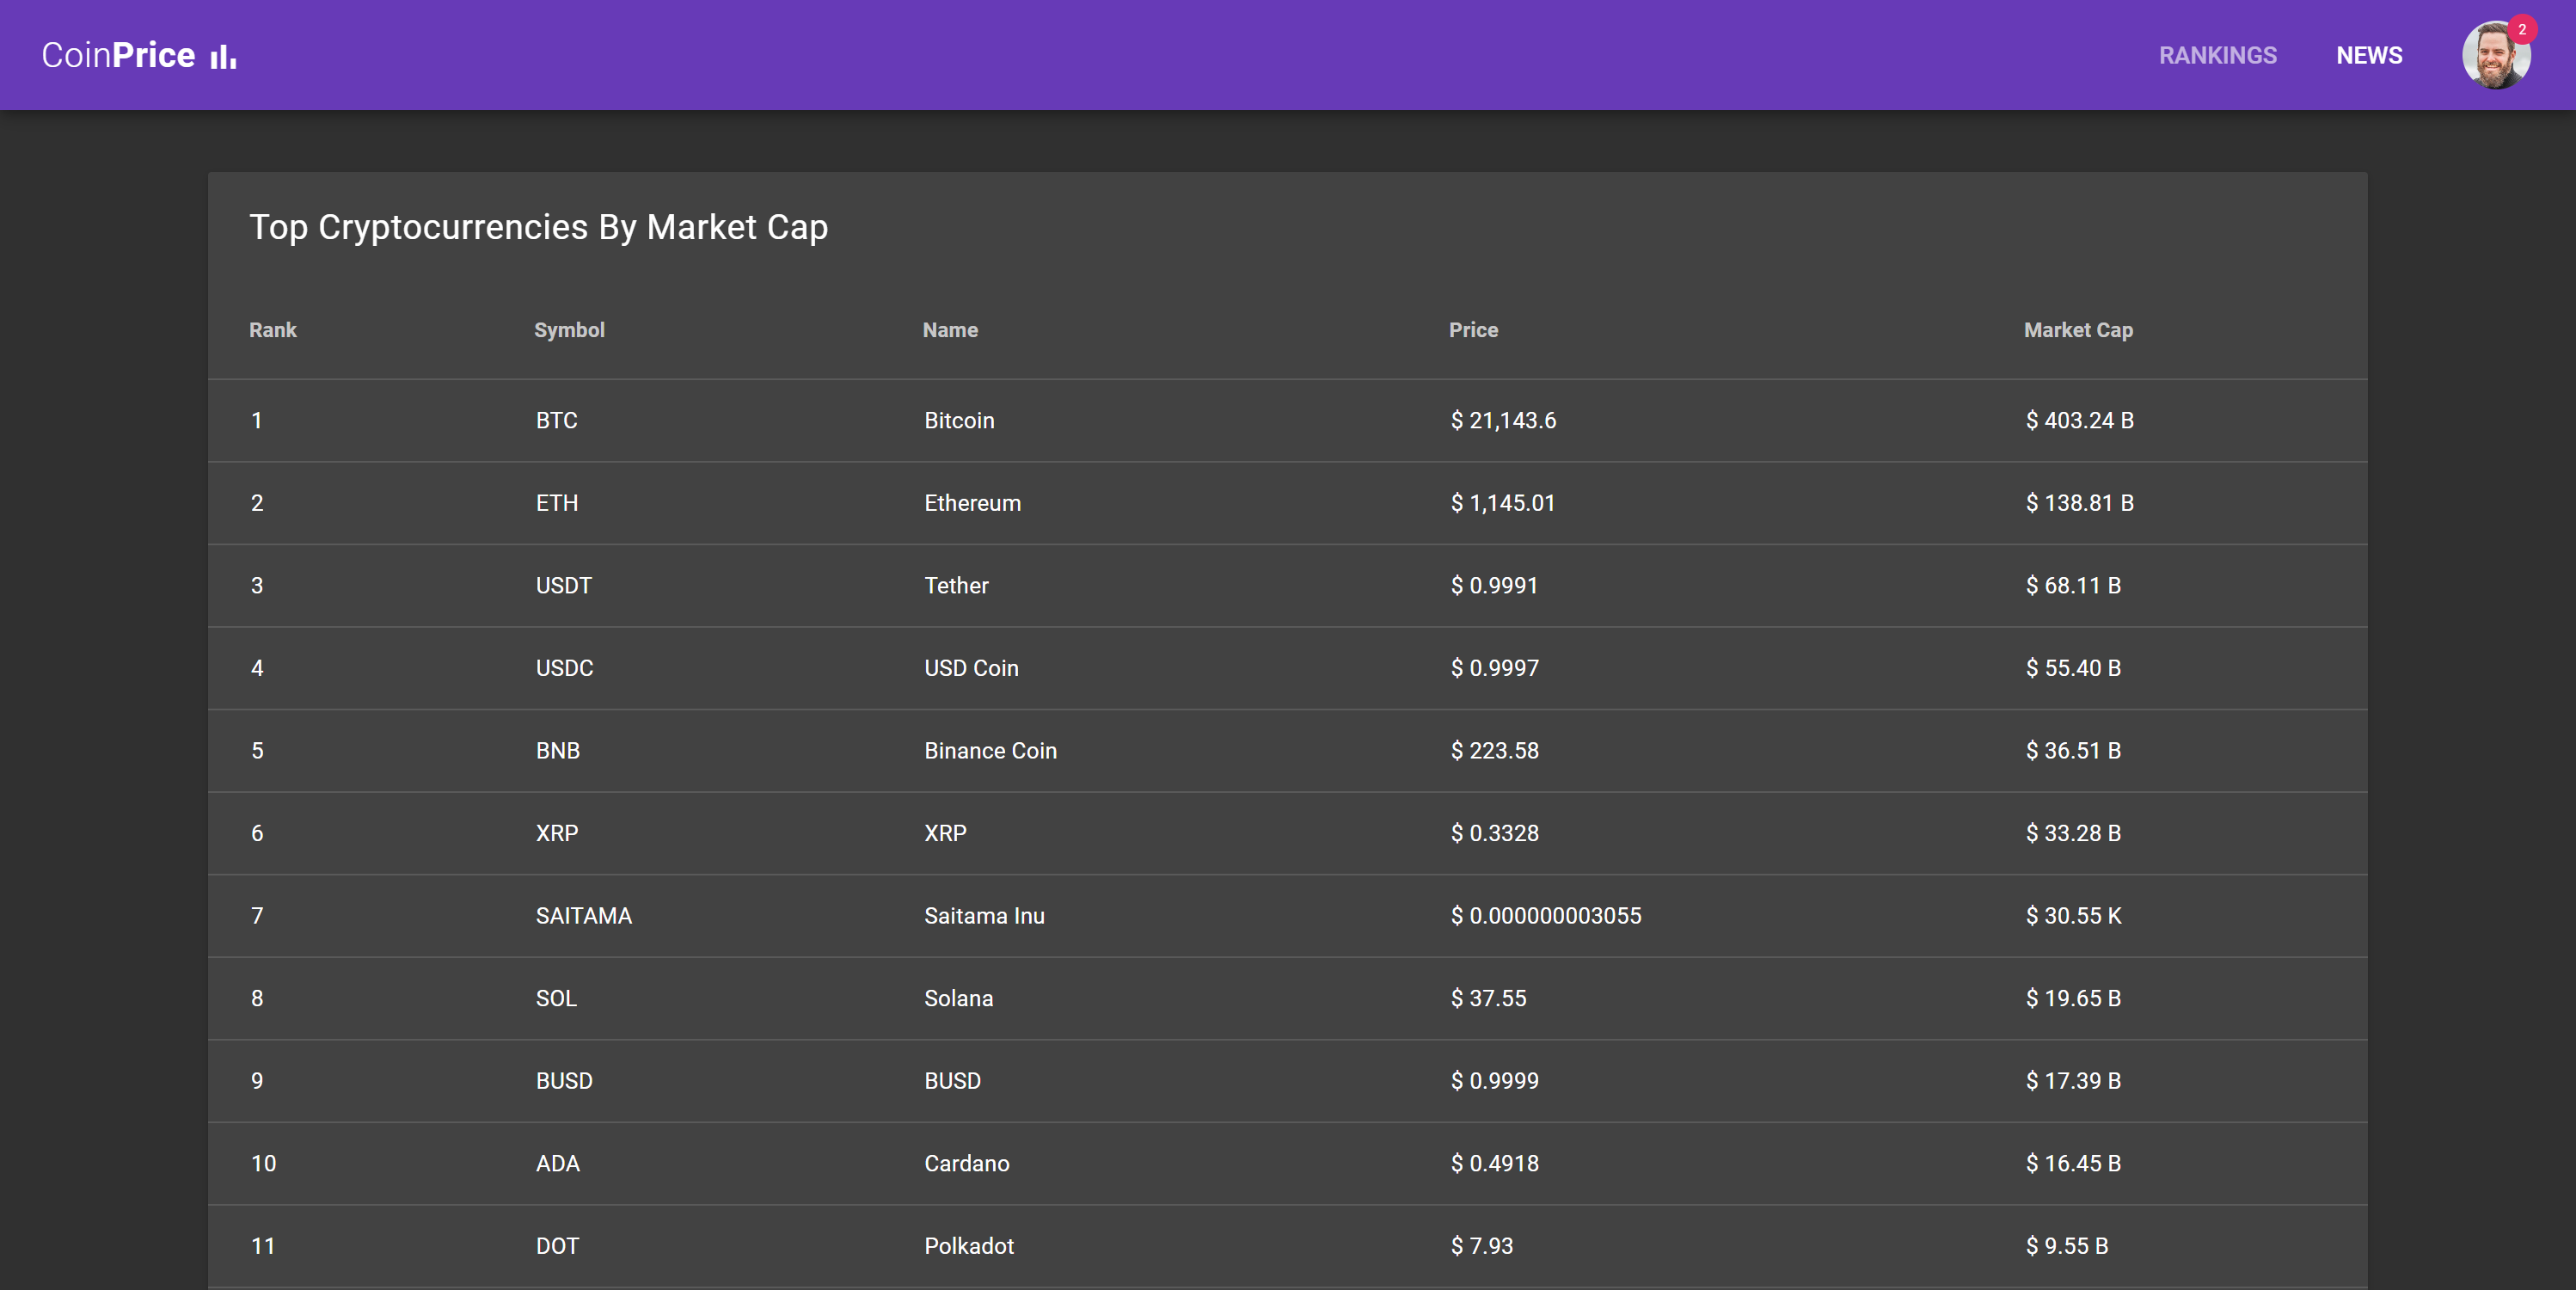 CoinPrice
RANKINGS NEWS 2
Top Cryptocurrencies By Market Cap
Rank Symbol Name Price Market Cap
1 BTC Bitcoin $ 21,143.6 $ 403.24 B
2 ETH Ethereum $ 1,145.01 $ 138.81 B
3 USDT Tether $ 0.9991 $ 68.11 B
4 USDC USD Coin $ 0.9997 $ 55.40 B
5 BNB Binance Coin $ 223.58 $ 36.51 B
6 XRP XRP $ 0.3328 $ 33.28 B
7 SAITAMA Saitama Inu $ 0.000000003055 $ 30.55 K
8 SOL Solana $ 37.55 $ 19.65 B
9 BUSD BUSD $ 0.9999 $ 17.39 B
10 ADA Cardano $ 0.4918 $ 16.45 B
11 DOT Polkadot $ 7.93 $ 9.55 B